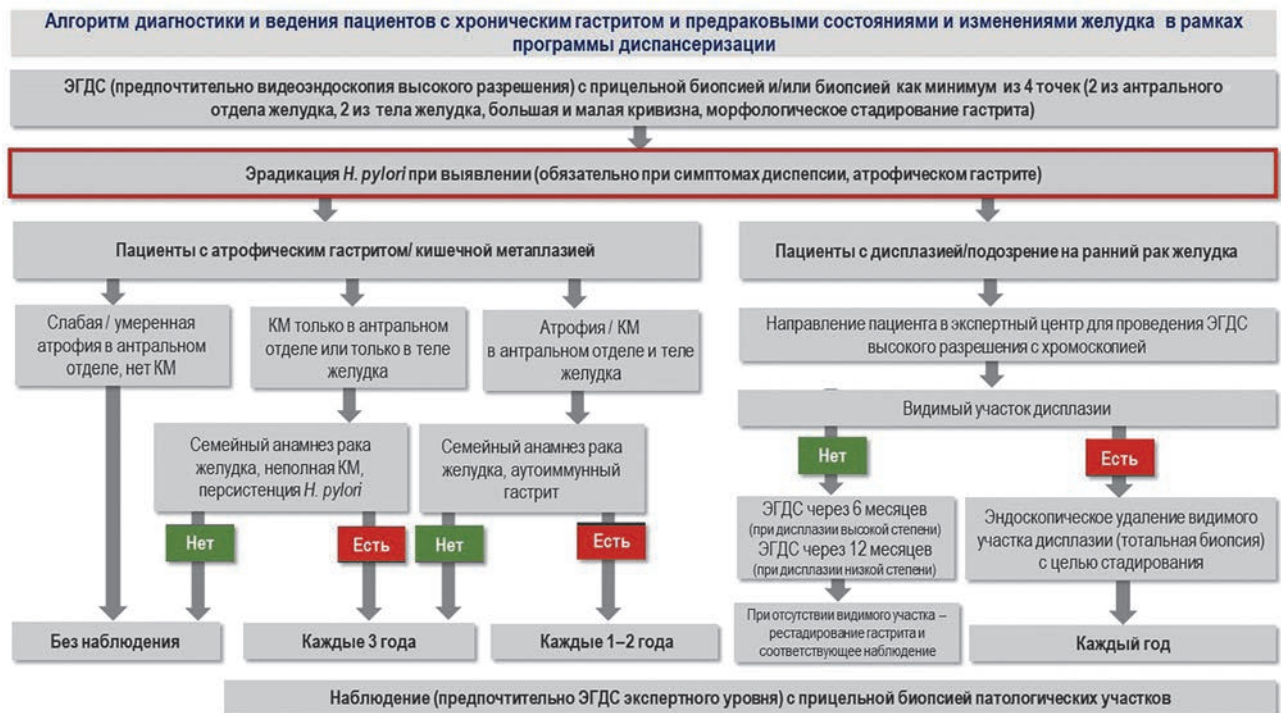 Алгоритм диагностики и ведения пациентов с хроническим гастритом и предраковыми состояниями и изменениями желудка в рамках
программы диспансеризации
ЭГДС (предпочтительно видеоэндоскопия высокого разрешения) с прицельной биопсией и/или биопсией как минимум из 4 точек (2 из антрального
отдела желудка, 2 из тела желудка, большая и малая кривизна, морфологическое стадирование гастрита)
Эрадикация H. pylori при выявлении (обязательно при симптомах диспепсии, атрофическом гастрите)
Пациенты с атрофическим гастритом/ кишечной метаплазией
Слабая / умеренная
атрофия в антральном
отделе, нет КМ
КМ только в антральном
отделе или только в теле
желудка
Атрофия / КМ
в антральном отделе и теле
желудка
Семейный анамнез рака
желудка, неполная КМ,
персистенция H. pylori
Семейный анамнез рака
желудка, аутоиммунный
гастрит
Нет
Есть
Нет
Есть
Без наблюдения
Каждые 3 года
Каждые 1–2 года
Пациенты с дисплазией/подозрение на ранний рак желудка
Направление пациента в экспертный центр для проведения ЭГДС
высокого разрешения с хромоскопией
Видимый участок дисплазии
Нет
Есть
ЭГДС через 6 месяцев
(при дисплазии высокой степени)
ЭГДС через 12 месяцев
(при дисплазии низкой степени)
Эндоскопическое удаление видимого
участка дисплазии (тотальная биопсия)
с целью стадирования
При отсутствии видимого участка –
рестадирование гастрита и
соответствующее наблюдение
Каждый год
Наблюдение (предпочтительно ЭГДС экспертного уровня) с прицельной биопсией патологических участков